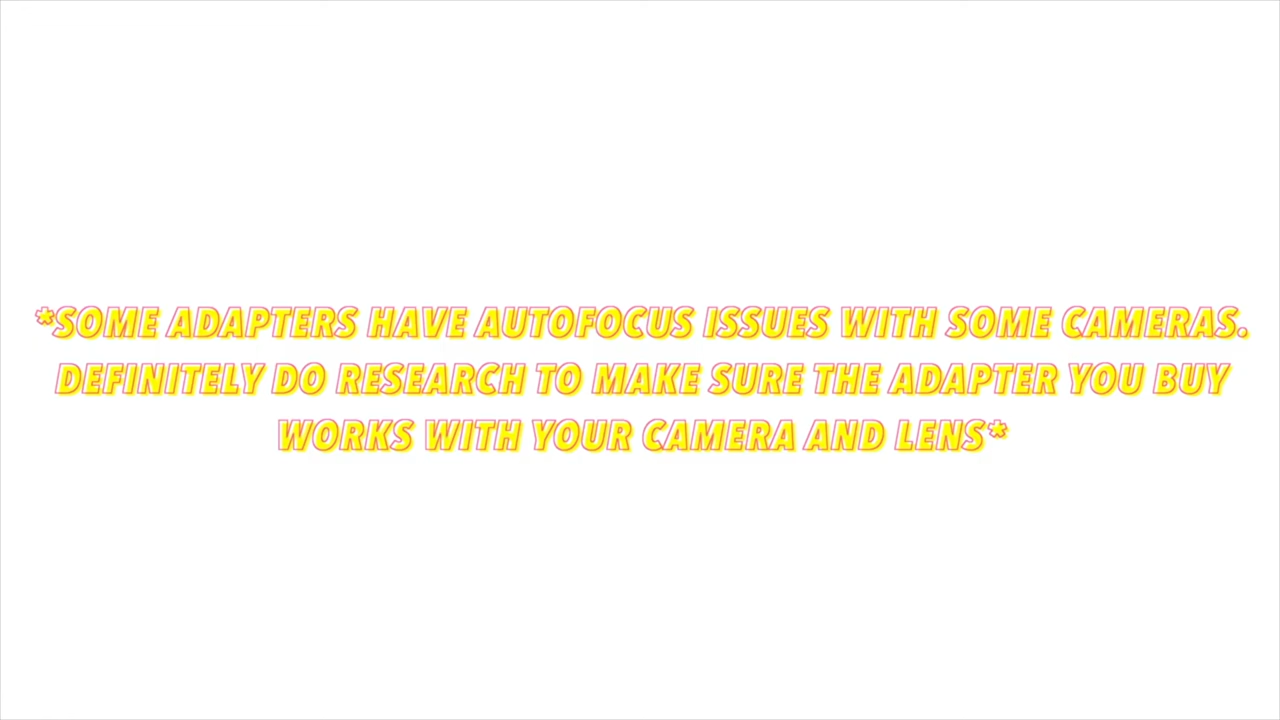 *SOME ADAPTERS HAVE AUTOFOCUS ISSUES WITH SOME CAMERAS.
DEFINITELY DO RESEARCH TO MAKE SURE THE ADAPTER YOU BUY
WORKS WITH YOUR CAMERA AND LENS*